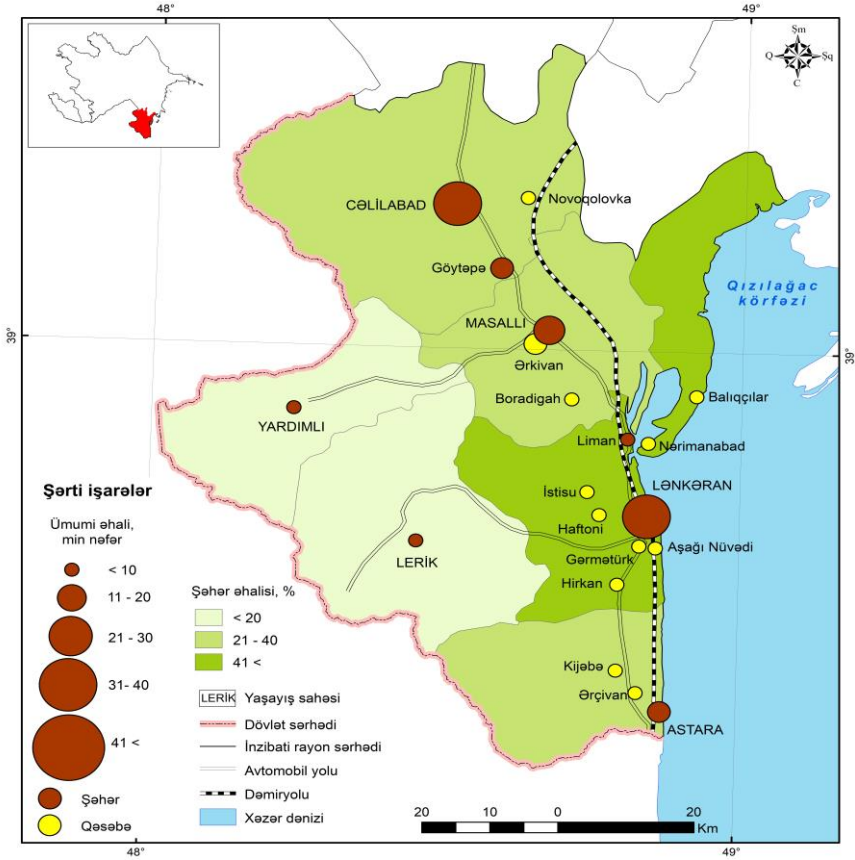 48°
49°
Şm
Q
Şq
C
CƏLİLABAD
Novoqolovka
Göytəpə
Qızılağac
körfəzi
MASALLI
39°
39°
Ərkivan
Boradigah
Balıqçılar
YARDIMLI
Liman
Nərimanabad
LƏNKƏRAN
İstisu
Haftoni
Gərmətük
Aşağı Nüvədi
LERİK
Hirkan
Kijəbə
Ərçivan
ASTARA
Şərti işarələr
Ümumi əhali,
min nəfər
< 10
11 - 20
21 - 30
31- 40
41 <
Şəhər
Qəsəbə
Şəhər əhalisi, %
< 20
21 - 40
41 <
LERİK Yaşayış sahəsi
Dövlət sərhədi
İnzibati rayon sərhədi
Avtomobil yolu
Dəmiryolu
Xəzər dənizi
20 10 0 20
Km
48°
49°